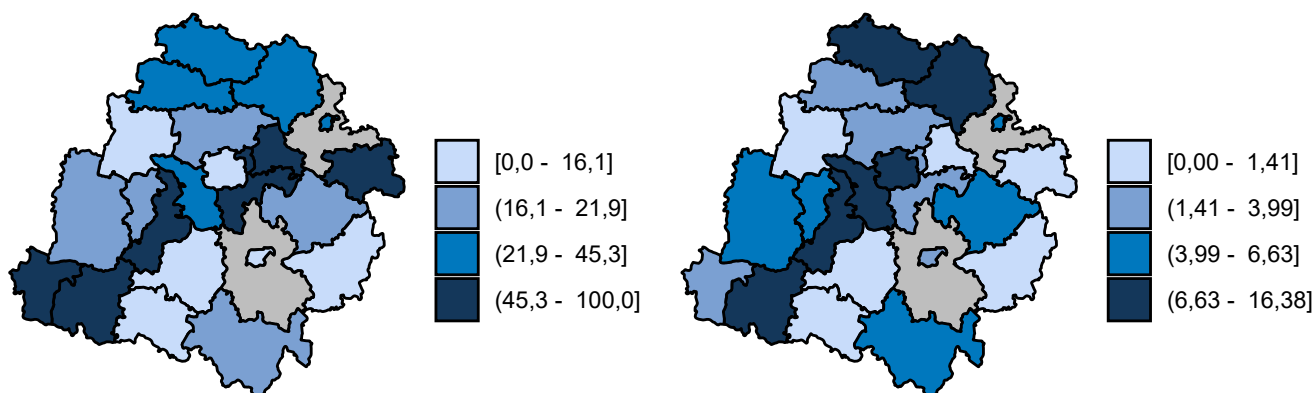 [0,0 - 16,1]
(16,1 - 21,9]
(21,9 - 45,3]
(45,3 - 100,0]
[0,00 - 1,41]
(1,41 - 3,99]
(3,99 - 6,63]
(6,63 - 16,38]